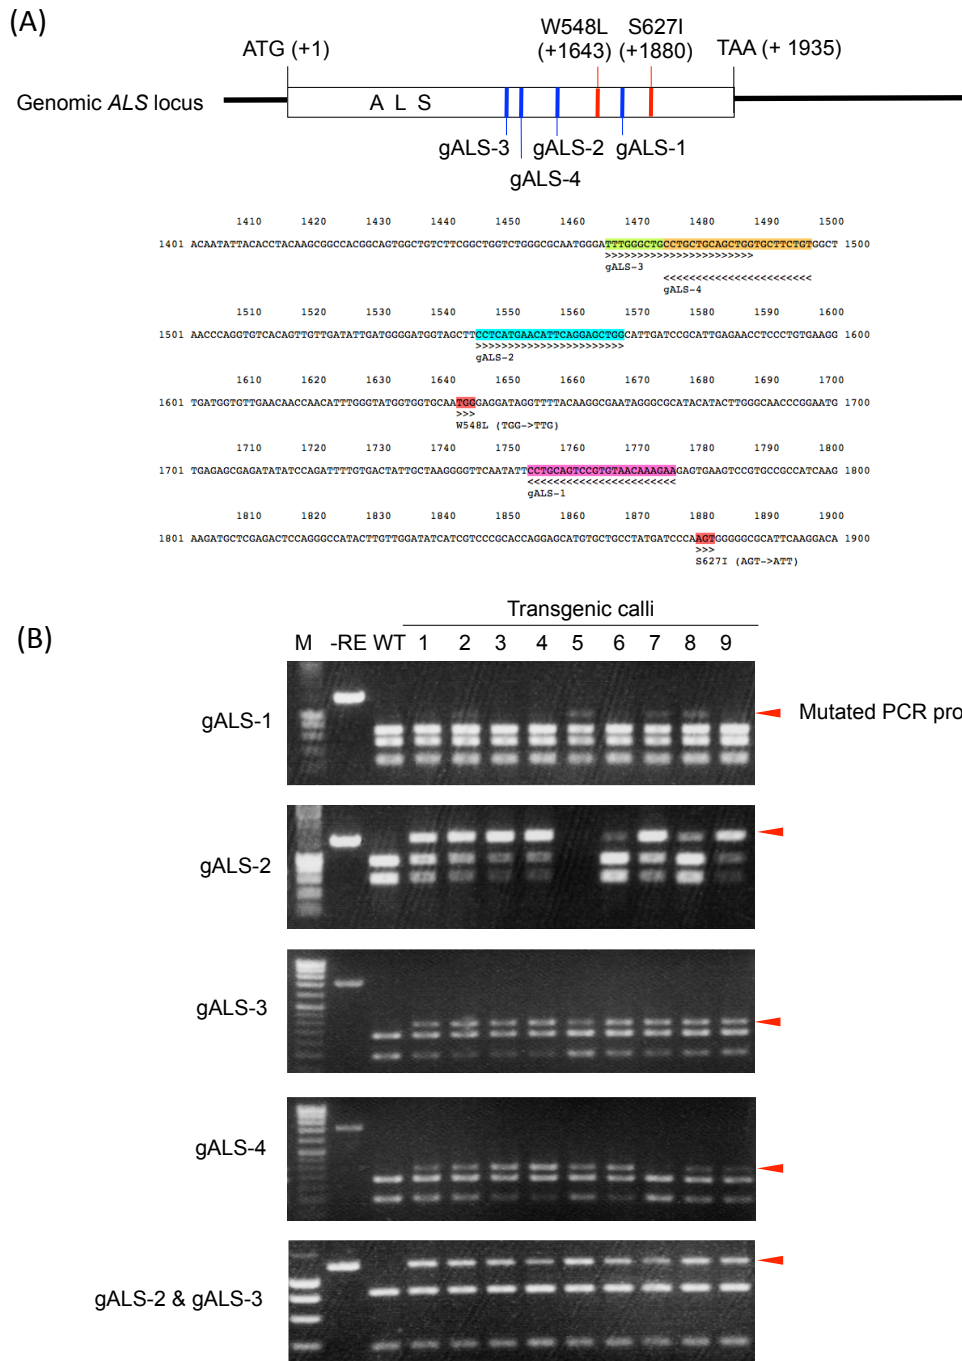 (A)
W548L S627I
ATG (+1) (+1643) (+1880) TAA (+ 1935)
Genomic ALS locus
A L S
gALS-3 gALS-2 gALS-1
gALS-4
1410 1420 1430 1440 1450 1460 1470 1480 1490 1500
1401 ACAATATTACACCTACAAGCGGCCACGGCAGTGGCTGTCTTCGGCTGGTCTGGGCGCAATGGGATTTGGGCTGCCTGCTGCAGCTGGTGCTTCTGTGGCT 1500
>>>>>>>>>>>>>>>>>>>>>>>
gALS-3
<<<<<<<<<<<<<<<<<<<<<<<
gALS-4
1510 1520 1530 1540 1550 1560 1570 1580 1590 1600
1501 AACCCAGGTGTCACAGTTGTTGATATTGATGGGGATGGTAGCTTCCTCATGAACATTCAGGAGCTGGCATTGATCCGCATTGAGAACCTCCCTGTGAAGG 1600
>>>>>>>>>>>>>>>>>>>>>>>
gALS-2
1610 1620 1630 1640 1650 1660 1670 1680 1690 1700
1601 TGATGGTGTTGAACAACCAACATTTGGGTATGGTGGTGCAATGGGAGGATAGGTTTTACAAGGCGAATAGGGCGCATACATACTTGGGCAACCCGGAATG 1700
>>>
W548L (TGG->TTG)
1710 1720 1730 1740 1750 1760 1770 1780 1790 1800
1701 TGAGAGCGAGATATATCCAGATTTTGTGACTATTGCTAAGGGGTTCAATATTCCTGCAGTCCGTGTAACAAAGAAGAGTGAAGTCCGTGCCGCCATCAAG 1800
<<<<<<<<<<<<<<<<<<<<<<<
gALS-1
1810 1820 1830 1840 1850 1860 1870 1880 1890 1900
1801 AAGATGCTCGAGACTCCAGGGCCATACTTGTTGGATATCATCGTCCCGCACCAGGAGCATGTGCTGCCTATGATCCCAAGTGGGGGCGCATTCAAGGACA 1900
>>>
S627I (AGT->ATT)
(B)
Transgenic calli
M -RE WT 1 2 3 4 5 6 7 8 9
gALS-1
Mutated PCR pro
gALS-2
gALS-3
gALS-4
gALS-2 & gALS-3